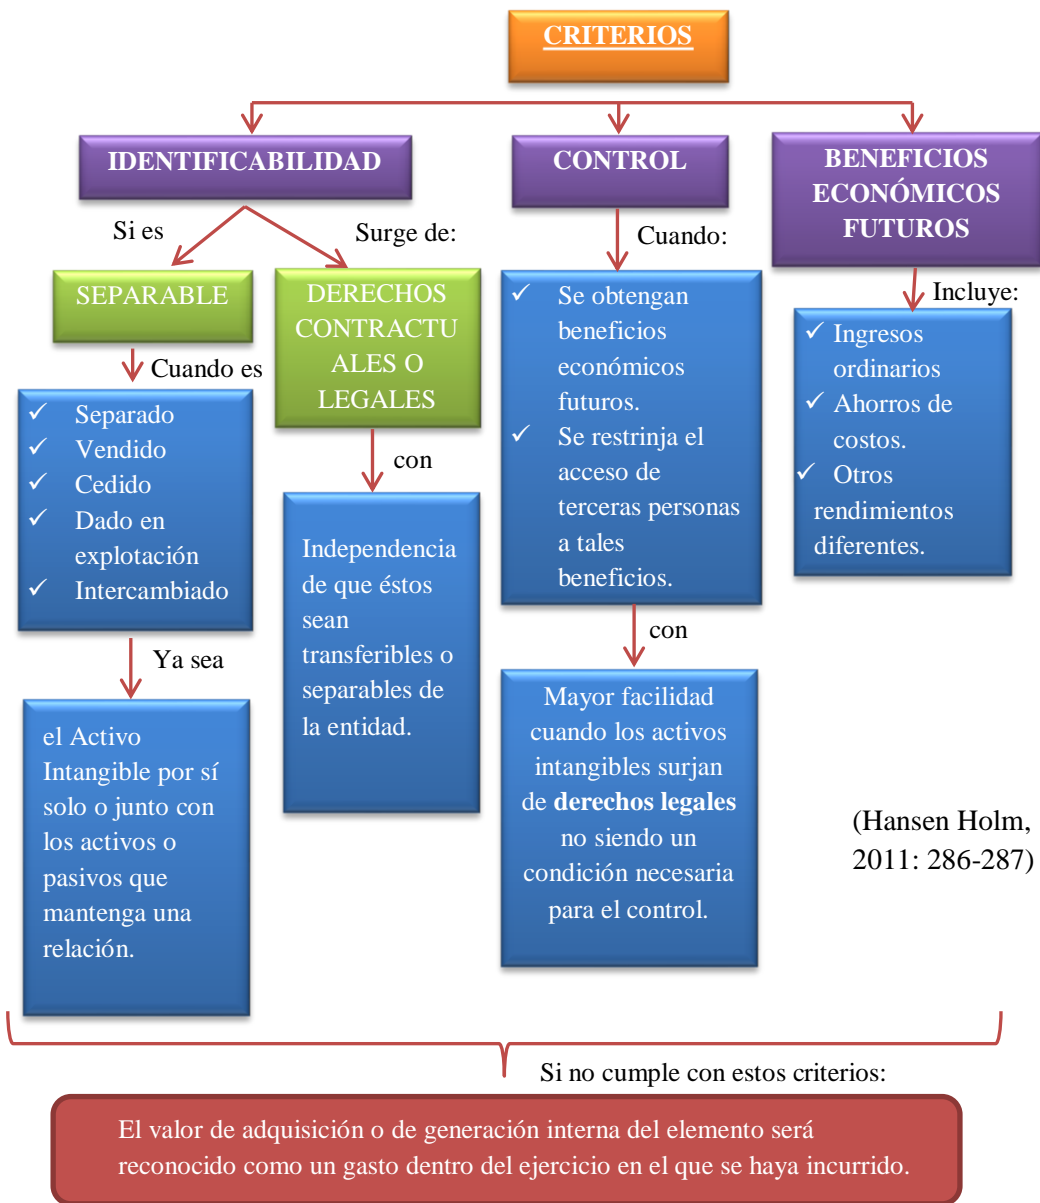 CRITERIOS
IDENTIFICABILIDAD
Si es
Surge de:
SEPARABLE
Cuando es
✓ Separado
✓ Vendido
✓ Cedido
✓ Dado en
explotación
✓ Intercambiado
Ya sea
el Activo
Intangible por sí
solo o junto con
los activos o
pasivos que
mantenga una
relación.
DERECHOS
CONTRACTU
ALES O
LEGALES
con
Independencia
de que éstos
sean
transferibles o
separables de
la entidad.
CONTROL
Cuando:
✓ Se obtengan
beneficios
económicos
futuros.
✓ Se restrinja el
acceso de
terceras personas
a tales
beneficios.
con
Mayor facilidad
cuando los activos
intangibles surjan
de derechos legales
no siendo un
condición necesaria
para el control.
BENEFICIOS
ECONÓMICOS
FUTUROS
Incluye:
✓ Ingresos
ordinarios
✓ Ahorros de
costos.
✓ Otros
rendimientos
diferentes.
(Hansen Holm,
2011: 286-287)
Si no cumple con estos criterios:
El valor de adquisición o de generación interna del elemento será
reconocido como un gasto dentro del ejercicio en el que se haya incurrido.